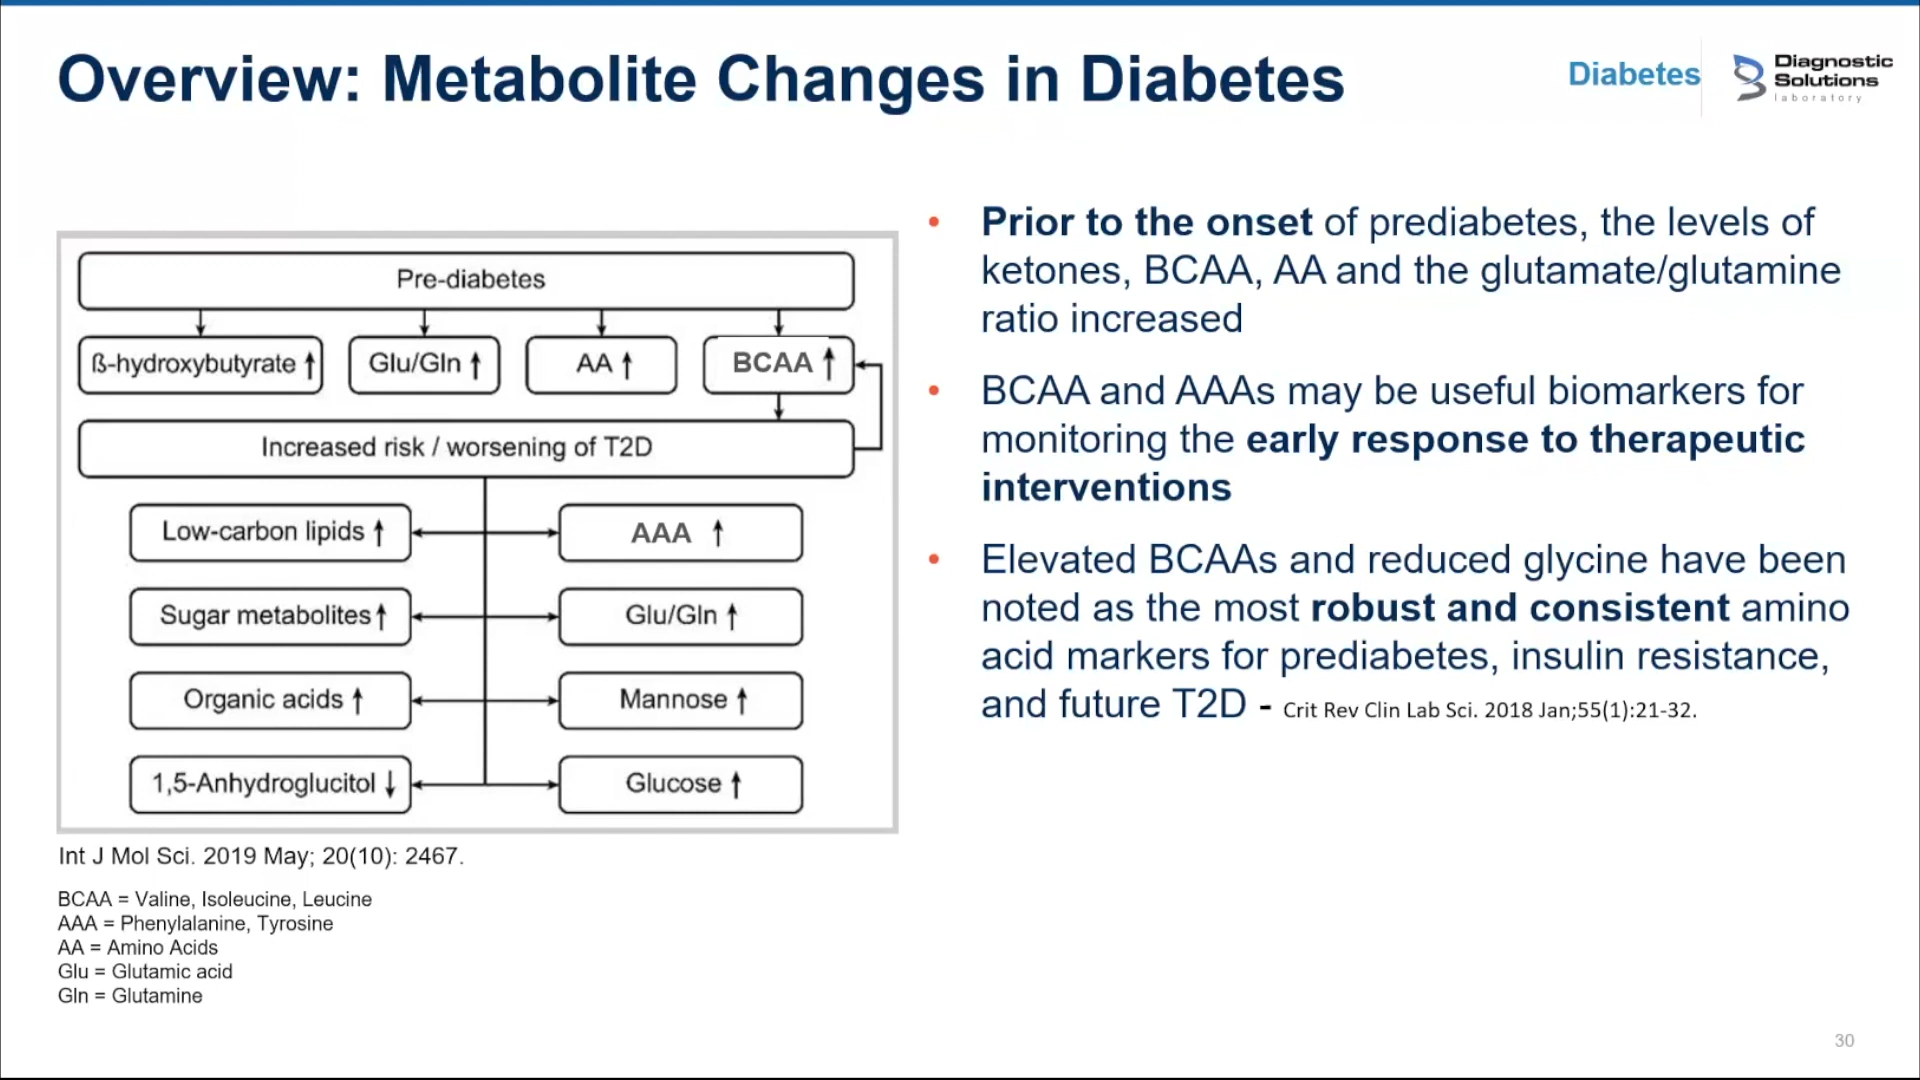 Overview: Metabolite Changes in Diabetes
Diabetes
Diagnostic
Solutions
laboratory
Pre-diabetes
ß-hydroxybutyrate ↑
Glu/Gln ↑
AA ↑
BCAA ↑
Increased risk / worsening of T2D
Low-carbon lipids ↑
AAA ↑
Sugar metabolites ↑
Glu/Gln ↑
Organic acids ↑
Mannose ↑
1,5-Anhydroglucitol ↓
Glucose ↑
Int J Mol Sci. 2019 May; 20(10): 2467.
BCAA = Valine, Isoleucine, Leucine
AAA = Phenylalanine, Tyrosine
AA = Amino Acids
Glu = Glutamic acid
Gln = Glutamine
• Prior to the onset of prediabetes, the levels of
ketones, BCAA, AA and the glutamate/glutamine
ratio increased
• BCAA and AAAs may be useful biomarkers for
monitoring the early response to therapeutic
interventions
• Elevated BCAAs and reduced glycine have been
noted as the most robust and consistent amino
acid markers for prediabetes, insulin resistance,
and future T2D - Crit Rev Clin Lab Sci. 2018 Jan;55(1):21-32.
30